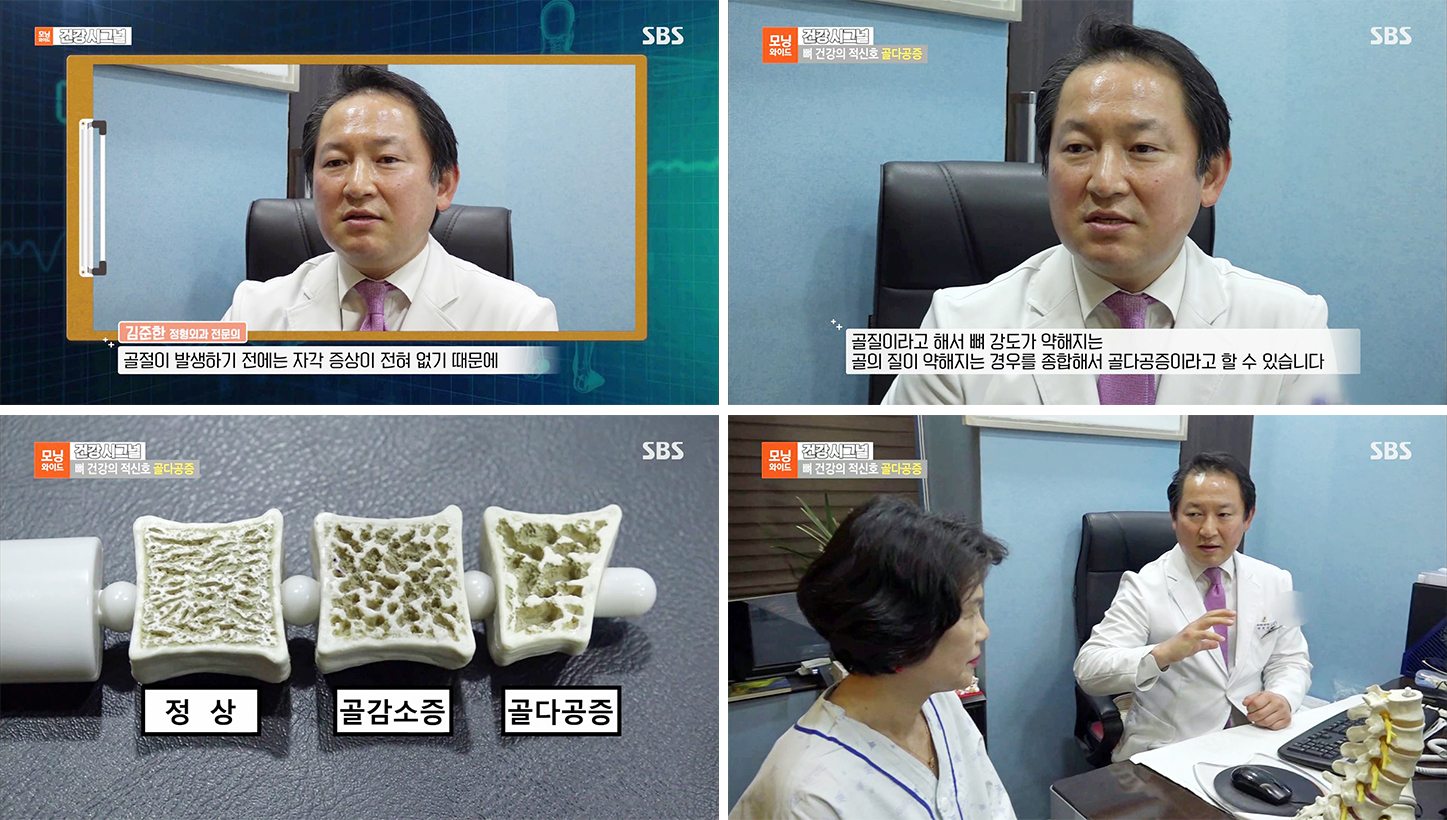 모닝
와이드
건강시그널
SBS
김준한 정형외과 전문의
골절이 발생하기 전에는 자각 증상이 전혀 없기 때문에
모닝
와이드
건강시그널
뼈 건강의 적신호 골다공증
SBS
골질이라고 해서 뼈 강도가 약해지는
골의 질이 약해지는 경우를 종합해서 골다공증이라고 할 수 있습니다
모닝
와이드
건강시그널
뼈 건강의 적신호 골다공증
SBS
정 상
골감소증
골다공증
모닝
와이드
건강시그널
뼈 건강의 적신호 골다공증
SBS